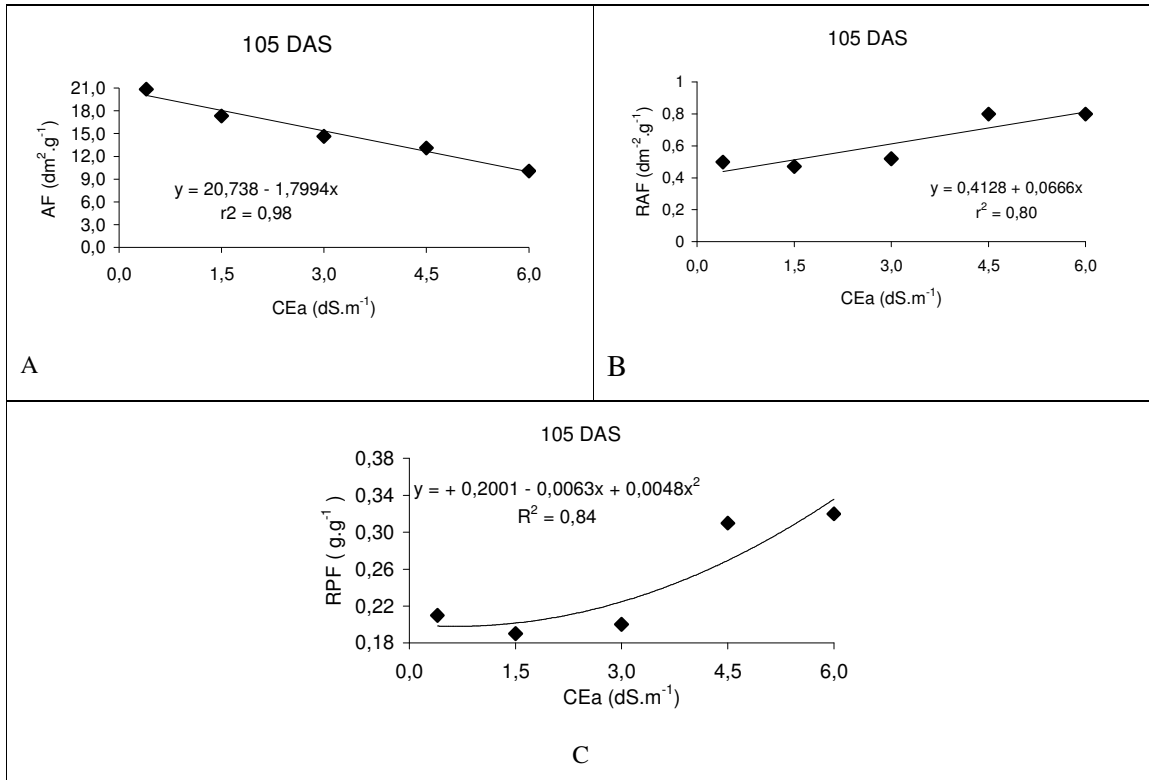 105 DAS
AF (dm².g⁻¹)
21,0
18,0
15,0
12,0
9,0
6,0
3,0
0,0
y = 20,738 - 1,7994x
r2 = 0,98
0,0 1,5 3,0 4,5 6,0
CEa (dS.m⁻¹)
A
105 DAS
RAF (dm⁻².g⁻¹)
1
0,8
0,6
0,4
0,2
0
y = 0,4128 + 0,0666x
r² = 0,80
0,0 1,5 3,0 4,5 6,0
CEa (dS.m⁻¹)
B
105 DAS
RPF ( g.g⁻¹ )
0,38
0,34
0,30
0,26
0,22
0,18
y = + 0,2001 - 0,0063x + 0,0048x²
R² = 0,84
0,0 1,5 3,0 4,5 6,0
CEa (dS.m⁻¹)
C